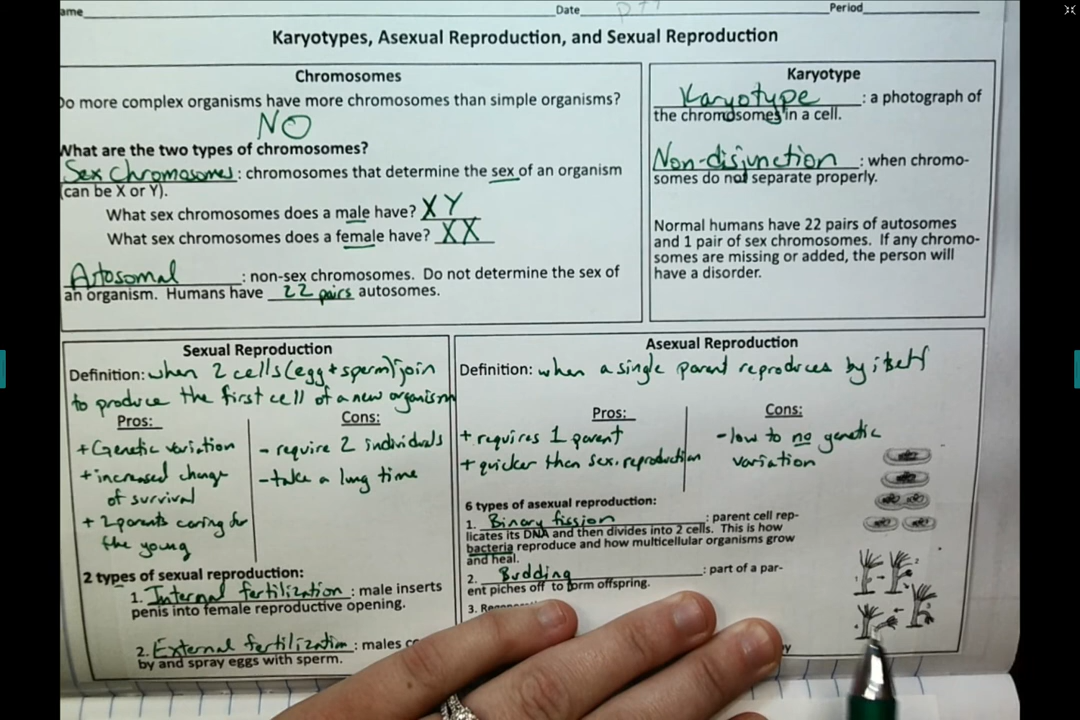 ame Date Period
Karyotypes, Asexual Reproduction, and Sexual Reproduction
Chromosomes
Do more complex organisms have more chromosomes than simple organisms?
NO
What are the two types of chromosomes?
Sex Chromosomes: chromosomes that determine the sex of an organism
(can be X or Y).
What sex chromosomes does a male have? XY
What sex chromosomes does a female have? XX
Autosomal : non-sex chromosomes. Do not determine the sex of
an organism. Humans have 22 pairs autosomes.
Karyotype
Karyotype : a photograph of
the chromosomes in a cell.
Non-disjunction : when chromo-
somes do not separate properly.
Normal humans have 22 pairs of autosomes
and 1 pair of sex chromosomes. If any chromo-
somes are missing or added, the person will
have a disorder.
Sexual Reproduction
Definition: when 2 cells (egg + sperm) join
to produce the first cell of a new organism
Pros:
+ Genetic variation
+ increased change
of survival
+ 2 parents caring for
the young
Cons:
- require 2 individuals
- take a long time
2 types of sexual reproduction:
1. Internal fertilization : male inserts
penis into female reproductive opening.
2. External fertilization : males
by and spray eggs with sperm.
Asexual Reproduction
Definition: when a single parent reproduces by itself
Pros:
+ requires 1 parent
+ quicker then sex. reproduction
Cons:
- low to no genetic
variation
6 types of asexual reproduction:
1. Binary fission : parent cell rep-
licates its DNA and then divides into 2 cells. This is how
bacteria reproduce and how multicellular organisms grow
and heal.
2. Budding : part of a par-
ent piches off to form offspring.
3.